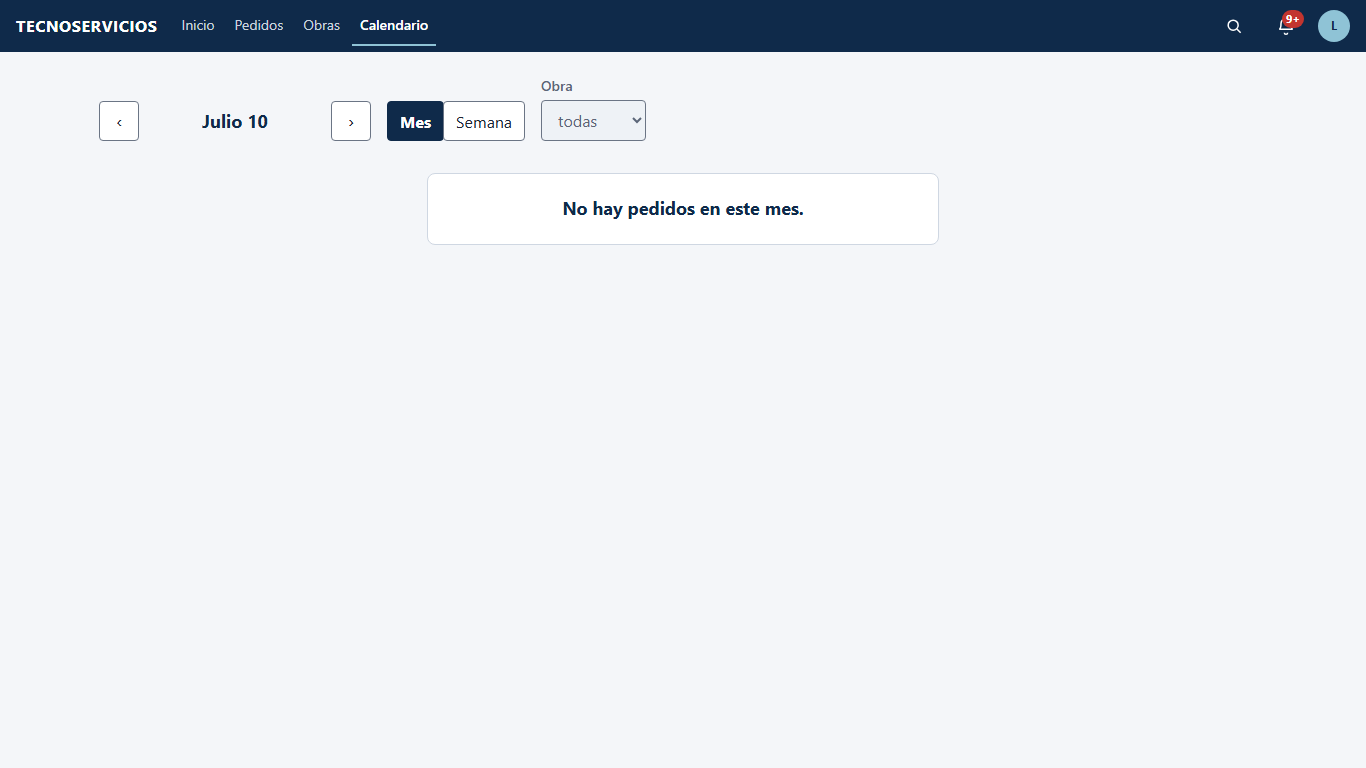 TECNOSERVICIOS Inicio Pedidos Obras Calendario 9+ L
Obra
‹ Julio 10 › Mes Semana todas
No hay pedidos en este mes.